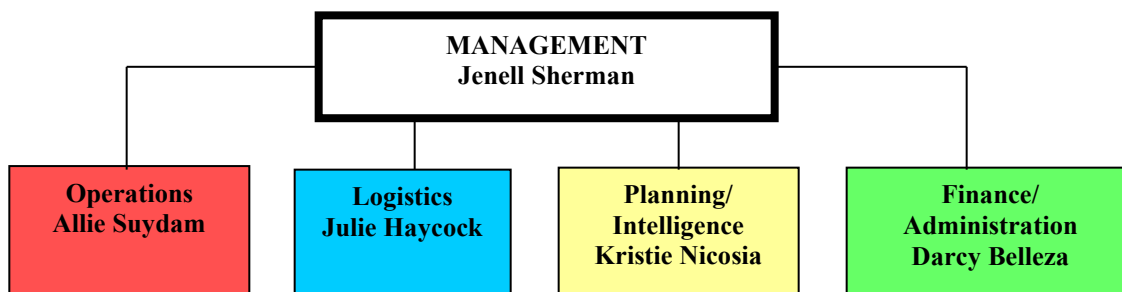 MANAGEMENT
Jenell Sherman
Operations
Allie Suydam
Logistics
Julie Haycock
Planning/
Intelligence
Kristie Nicosia
Finance/
Administration
Darcy Belleza